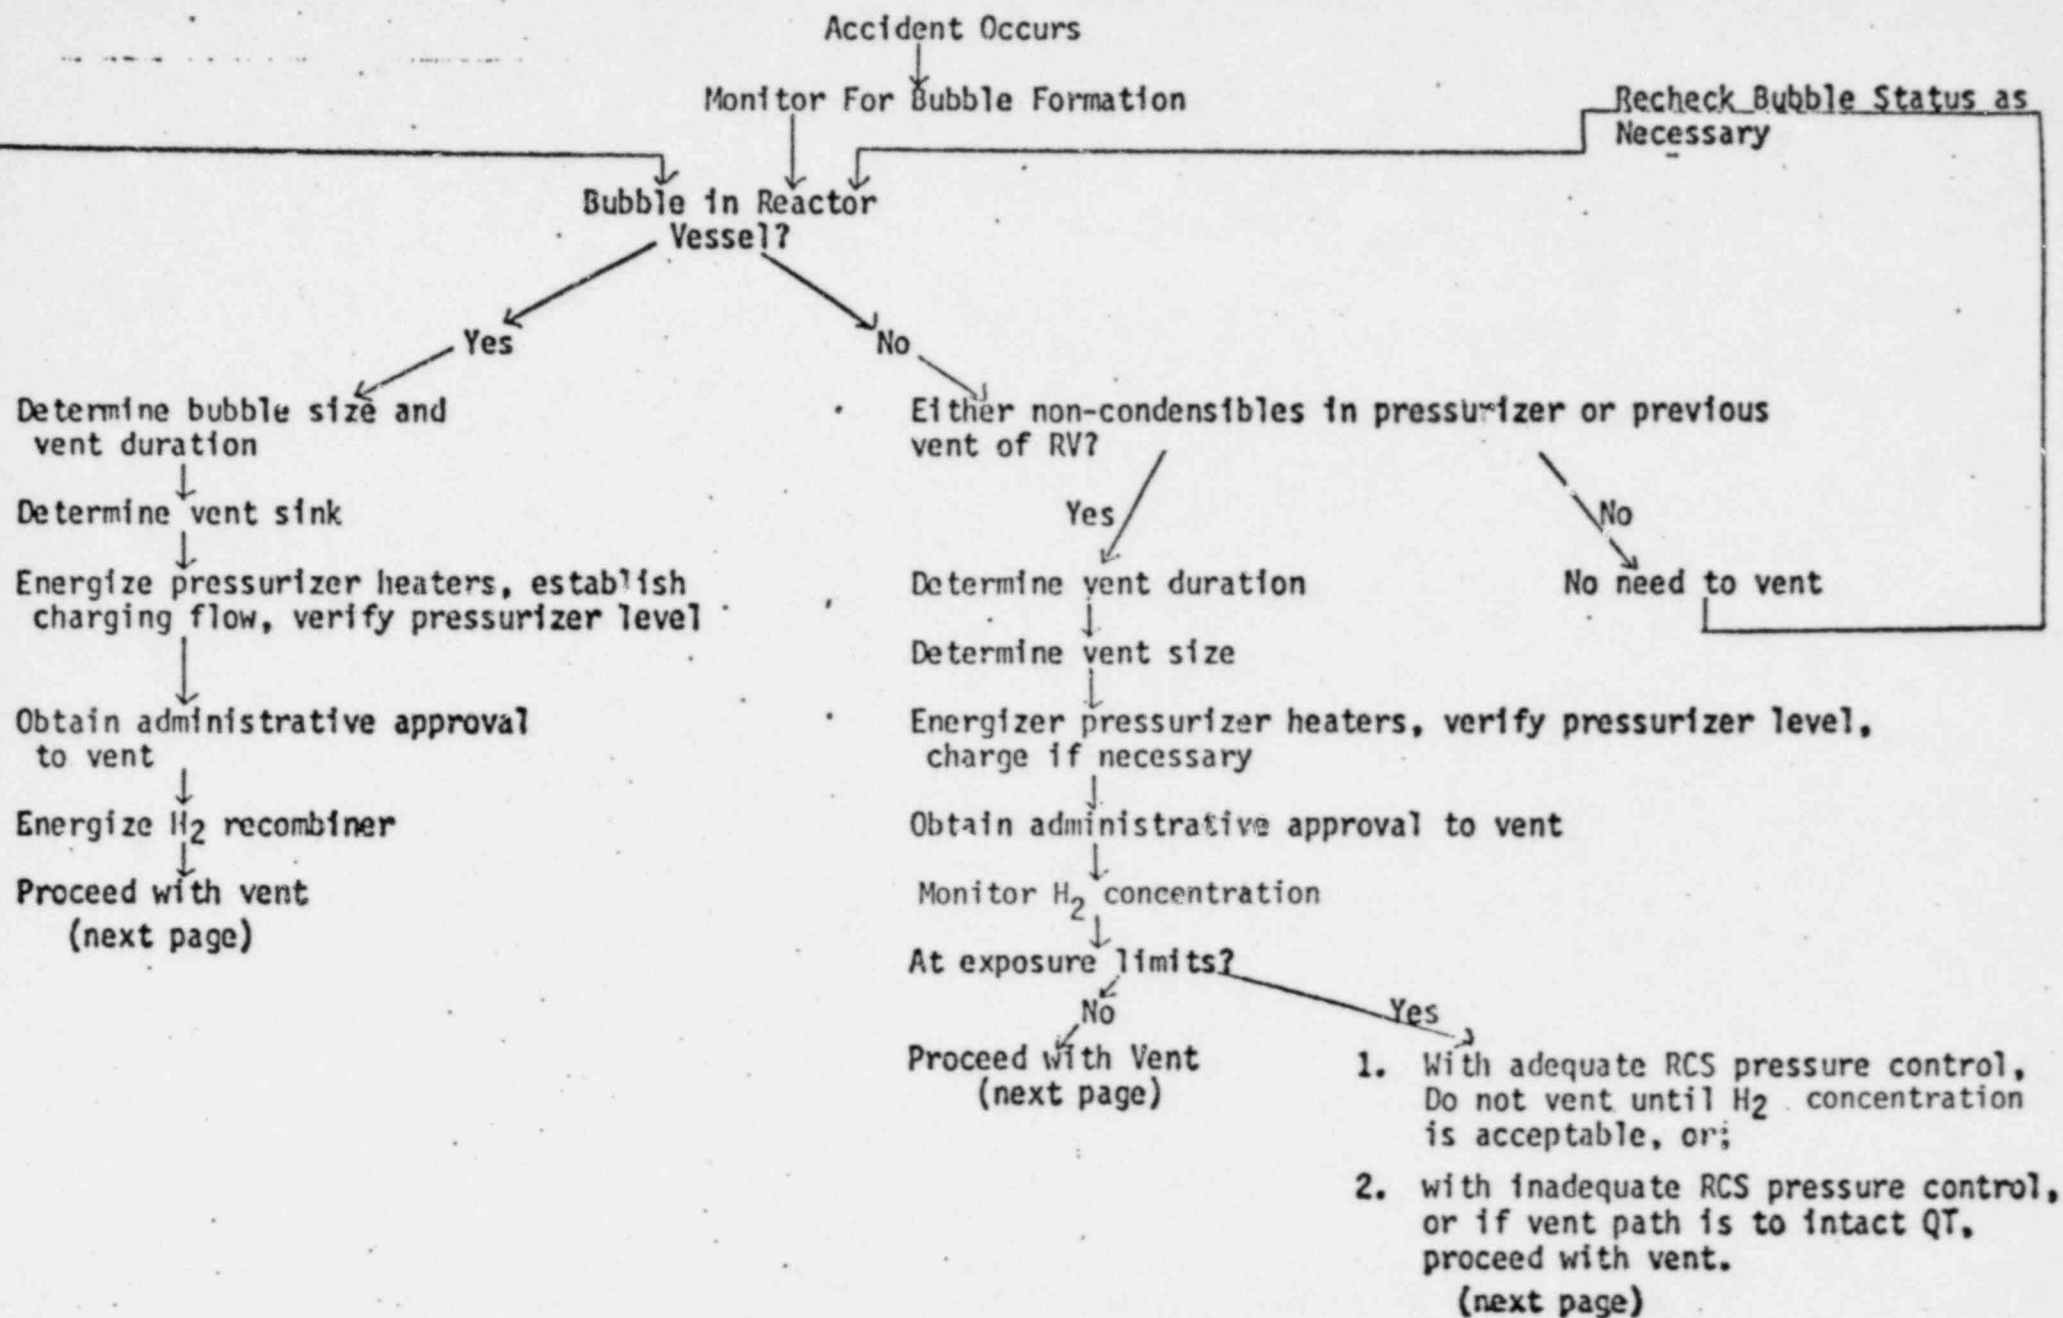 Accident Occurs
Monitor For Bubble Formation
Recheck Bubble Status as
Necessary
Bubble in Reactor
Vessel?
Yes
No
Determine bubble size and
vent duration
Determine vent sink
Energize pressurizer heaters, establish
charging flow, verify pressurizer level
Obtain administrative approval
to vent
Energize H2 recombiner
Proceed with vent
(next page)
Either non-condensibles in pressurizer or previous
vent of RV?
Yes
No
Determine vent duration
No need to vent
Determine vent size
Energizer pressurizer heaters, verify pressurizer level,
charge if necessary
Obtain administrative approval to vent
Monitor H2 concentration
At exposure limits?
No
Yes
Proceed with Vent
(next page)
1. With adequate RCS pressure control,
Do not vent until H2 concentration
is acceptable, or;
2. with inadequate RCS pressure control,
or if vent path is to intact QT,
proceed with vent.
(next page)